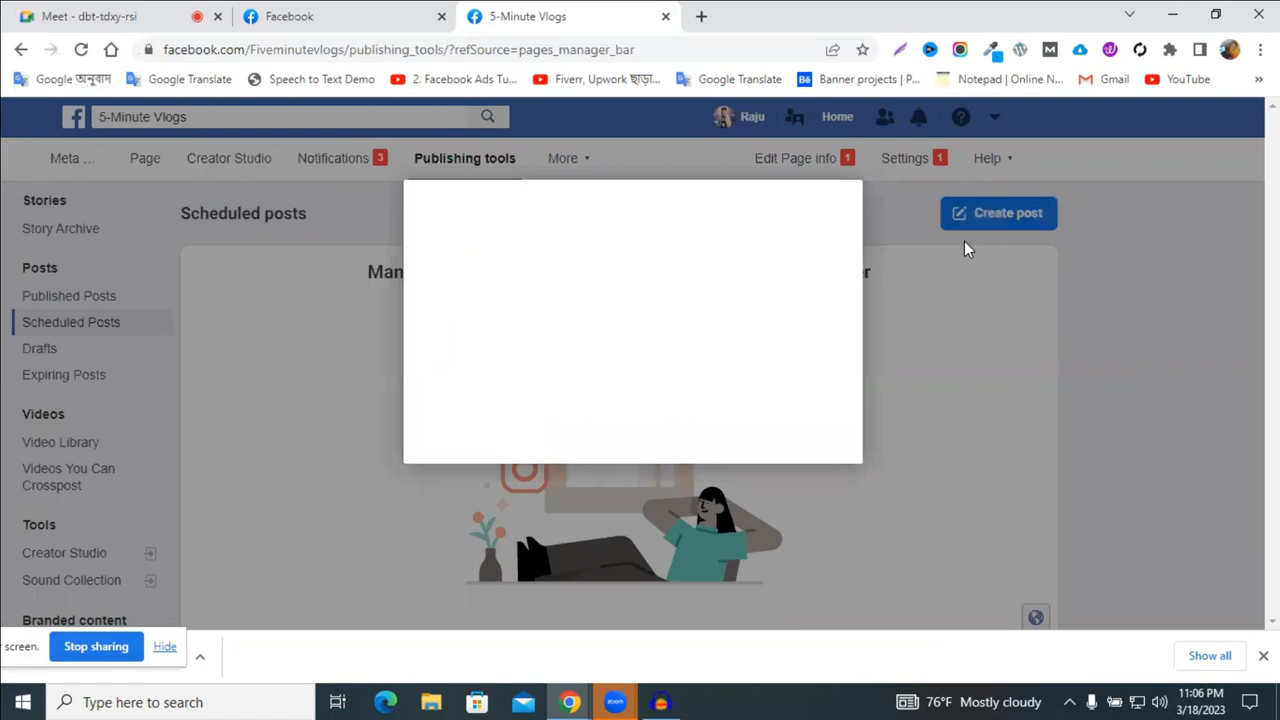 Meet - dbt-tdxy-rsi
Facebook
5-Minute Vlogs
facebook.com/Fiveminutevlogs/publishing_tools/?refSource=pages_manager_bar
Google অনুবাদ
Google Translate
Speech to Text Demo
2. Facebook Ads Tu...
Fiverr, Upwork ছাড়া...
Google Translate
Banner projects | P...
Notepad | Online N...
Gmail
YouTube
»
5-Minute Vlogs
Raju
Home
Meta ...
Page
Creator Studio
Notifications 3
Publishing tools
More
Edit Page info 1
Settings 1
Help
Stories
Story Archive
Posts
Published Posts
Scheduled Posts
Drafts
Expiring Posts
Videos
Video Library
Videos You Can
Crosspost
Tools
Creator Studio
Sound Collection
Branded content
Scheduled posts
Create post
Man
er
screen.
Stop sharing
Hide
Show all
Type here to search
zoom
76°F Mostly cloudy
11:06 PM
3/18/2023